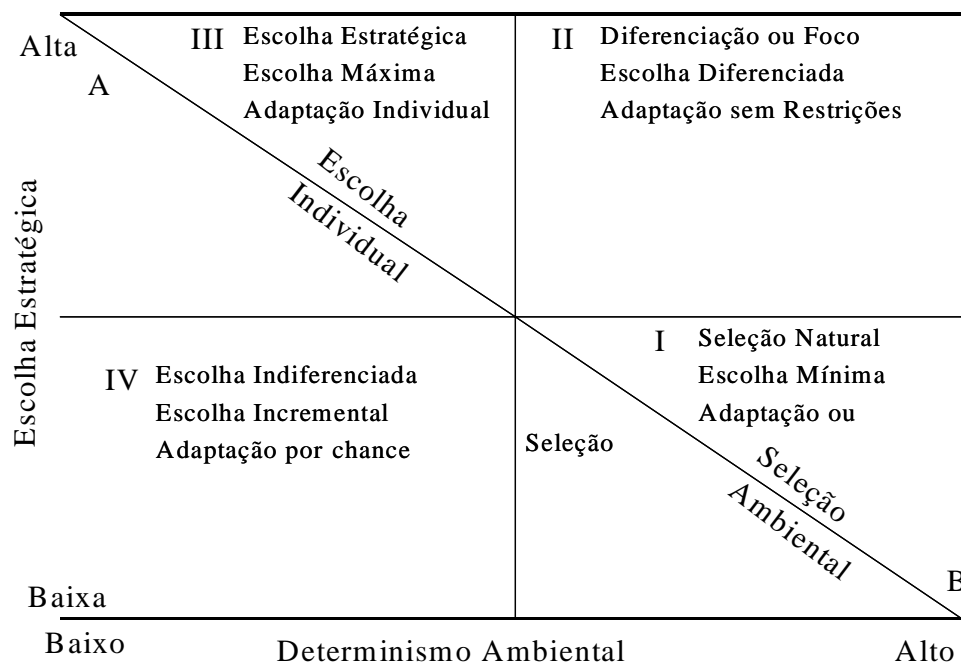 Alta
A
III Escolha Estratégica
Escolha Máxima
Adaptação Individual
II Diferenciação ou Foco
Escolha Diferenciada
Adaptação sem Restrições
Escolha
Individual
Escolha Estratégica
IV Escolha Indiferenciada
Escolha Incremental
Adaptação por chance
I Seleção Natural
Escolha Mínima
Adaptação ou
Seleção
Seleção
Ambiental
B
Baixa
Baixo
Determinismo Ambiental
Alto